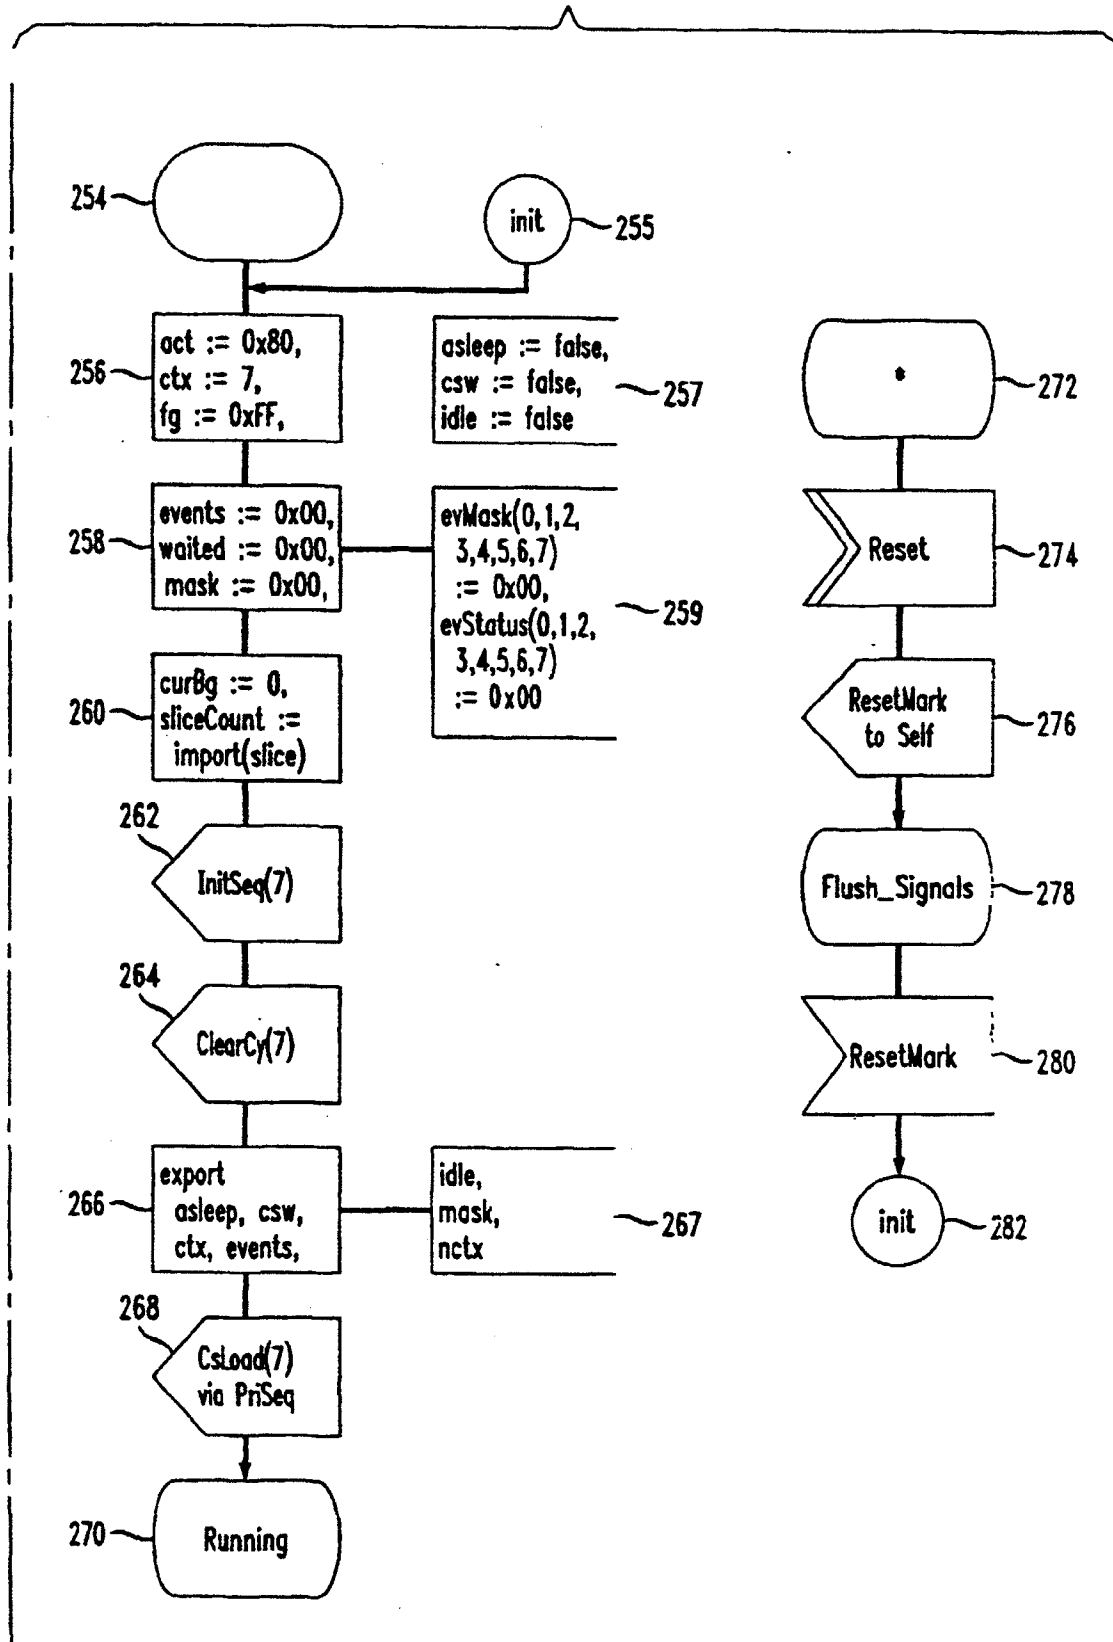 254
init
255
256
act := 0x80,
ctx := 7,
fg := 0xFF,
asleep := false,
csw := false,
idle := false
257
258
events := 0x00,
waited := 0x00,
mask := 0x00,
evMask(0,1,2,
3,4,5,6,7)
:= 0x00,
evStatus(0,1,2,
3,4,5,6,7)
:= 0x00
259
260
curBg := 0,
sliceCount :=
import(slice)
262
InitSeq(7)
264
ClearCy(7)
266
export
asleep, csw,
ctx, events,
idle,
mask,
nctx
267
268
CsLoad(7)
via PriSeq
270
Running
*
272
Reset
274
ResetMark
to Self
276
Flush_Signals
278
ResetMark
280
init
282